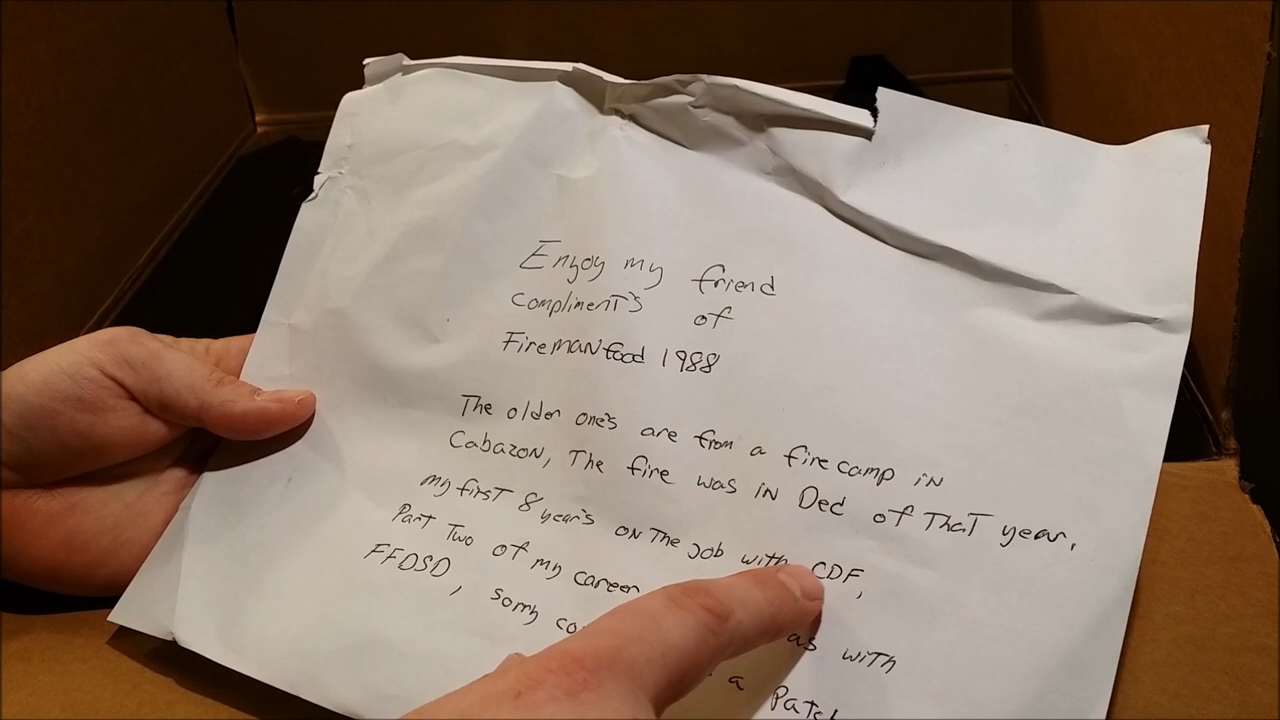 Enjoy my friend
Compliment's of
FiremanFood 1988
The older one's are from a fire camp in
Cabazon, The fire was in Dec of That year.
my first 8 year's on The job with CDF,
Part Two of my career as with
FFDSD, sorry
a